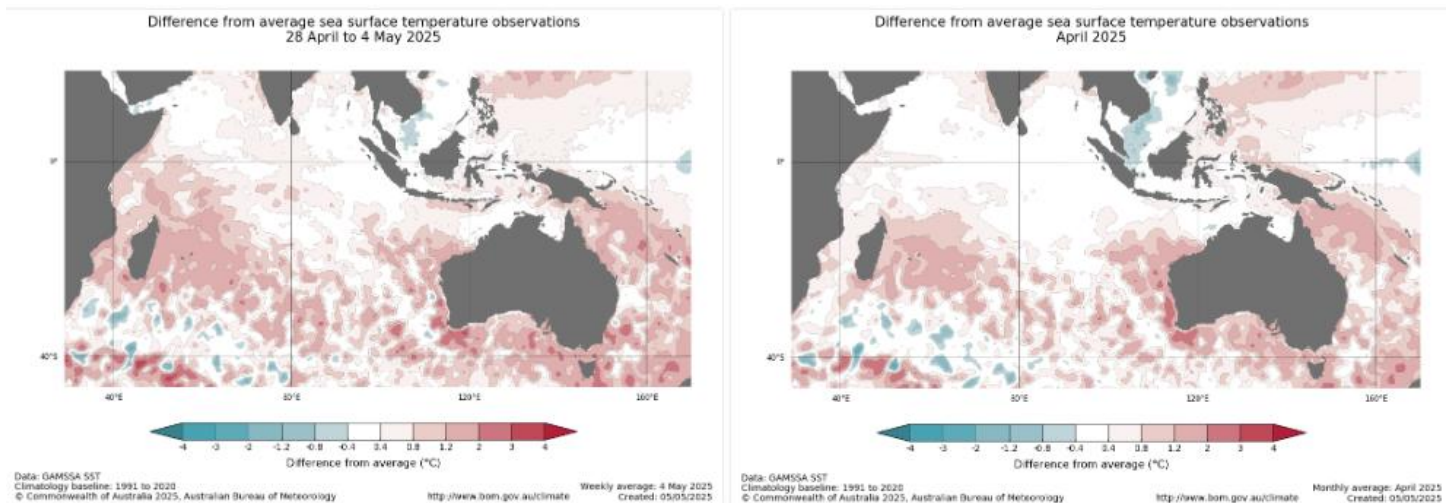 Difference from average sea surface temperature observations
28 April to 4 May 2025
0°
40°S
40°E
80°E
120°E
160°E
-4 -3 -2 -1.2 -0.8 -0.4 0.4 0.8 1.2 2 3 4
Difference from average (°C)
Data: GAMSSA SST
Climatology baseline: 1991 to 2020
© Commonwealth of Australia 2025, Australian Bureau of Meteorology
http://www.bom.gov.au/climate
Weekly average: 4 May 2025
Created: 05/05/2025
Difference from average sea surface temperature observations
April 2025
0°
40°S
40°E
80°E
120°E
160°E
-4 -3 -2 -1.2 -0.8 -0.4 0.4 0.8 1.2 2 3 4
Difference from average (°C)
Data: GAMSSA SST
Climatology baseline: 1991 to 2020
© Commonwealth of Australia 2025, Australian Bureau of Meteorology
http://www.bom.gov.au/climate
Monthly average: April 2025
Created: 05/05/2025